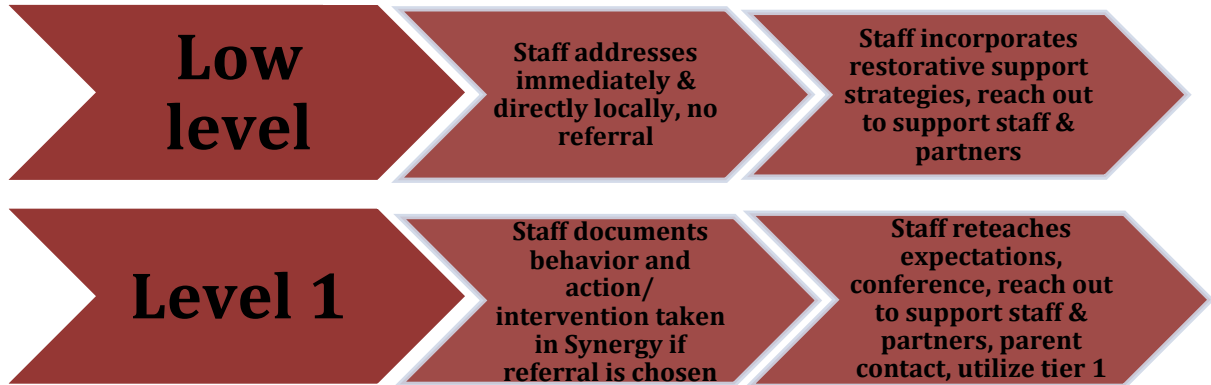 Low
level
Staff addresses
immediately &
directly locally, no
referral
Staff incorporates
restorative support
strategies, reach out
to support staff &
partners
Level 1
Staff documents
behavior and
action/
intervention taken
in Synergy if
referral is chosen
Staff reteaches
expectations,
conference, reach out
to support staff &
partners, parent
contact, utilize tier 1